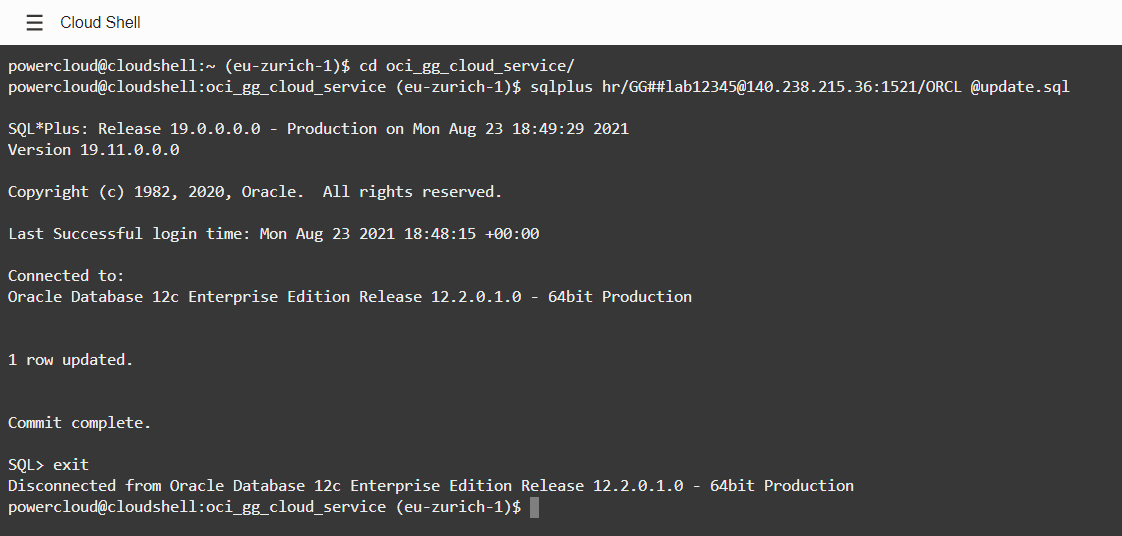 Cloud Shell
powercloud@cloudshell:~ (eu-zurich-1)$ cd oci_gg_cloud_service/
powercloud@cloudshell:oci_gg_cloud_service (eu-zurich-1)$ sqlplus hr/GG##lab12345@140.238.215.36:1521/ORCL @update.sql
SQL*Plus: Release 19.0.0.0.0 - Production on Mon Aug 23 18:49:29 2021
Version 19.11.0.0.0
Copyright (c) 1982, 2020, Oracle.  All rights reserved.
Last Successful login time: Mon Aug 23 2021 18:48:15 +00:00
Connected to:
Oracle Database 12c Enterprise Edition Release 12.2.0.1.0 - 64bit Production
1 row updated.
Commit complete.
SQL> exit
Disconnected from Oracle Database 12c Enterprise Edition Release 12.2.0.1.0 - 64bit Production
powercloud@cloudshell:oci_gg_cloud_service (eu-zurich-1)$